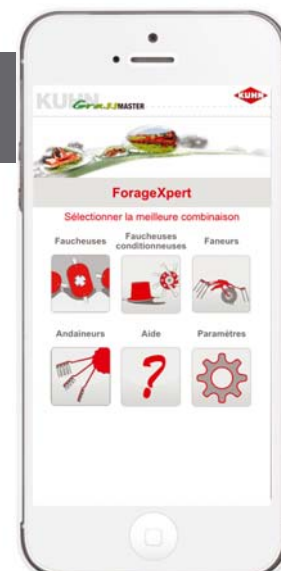 KUHN GrassMASTER
KUHN
ForageXpert
Sélectionner la meilleure combinaison
Faucheuses
Faucheuses
conditionneuses
Faneurs
Andaineurs
Aide
Paramètres